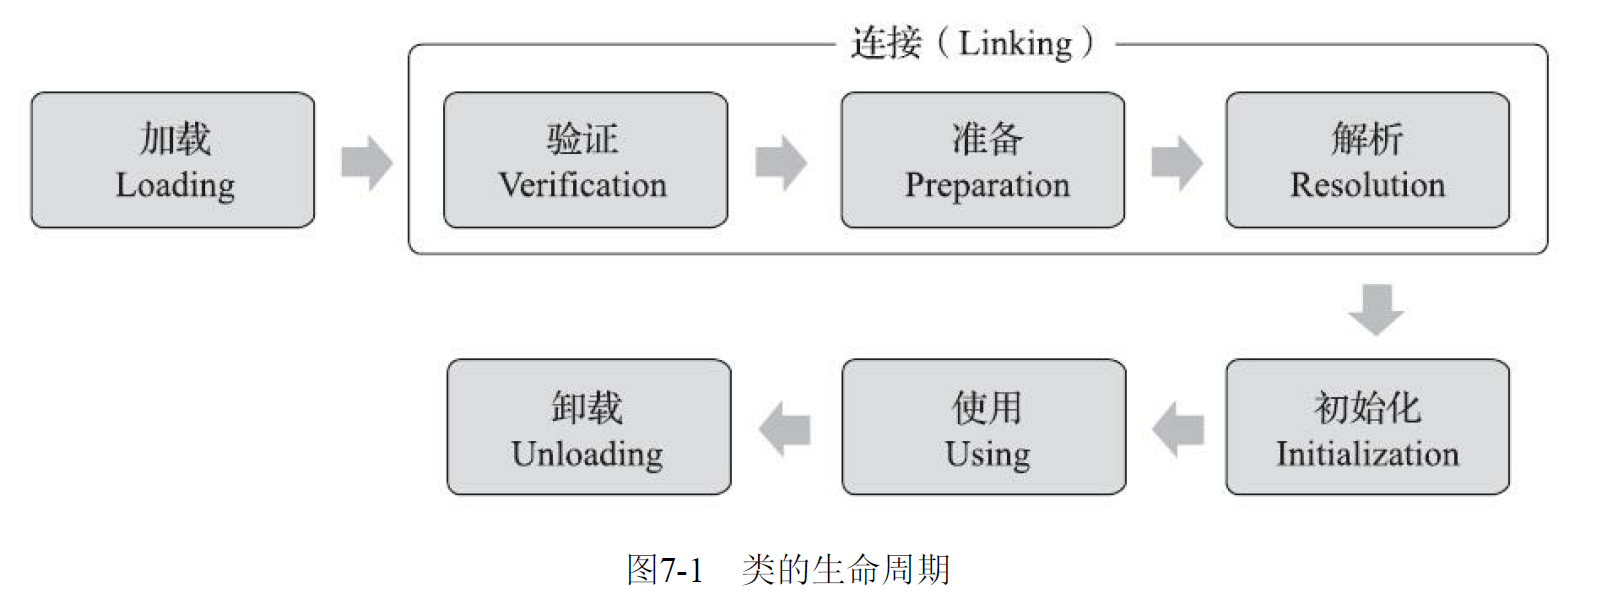 连接（Linking）
加载
Loading
验证
Verification
准备
Preparation
解析
Resolution
卸载
Unloading
使用
Using
初始化
Initialization
图7-1 类的生命周期